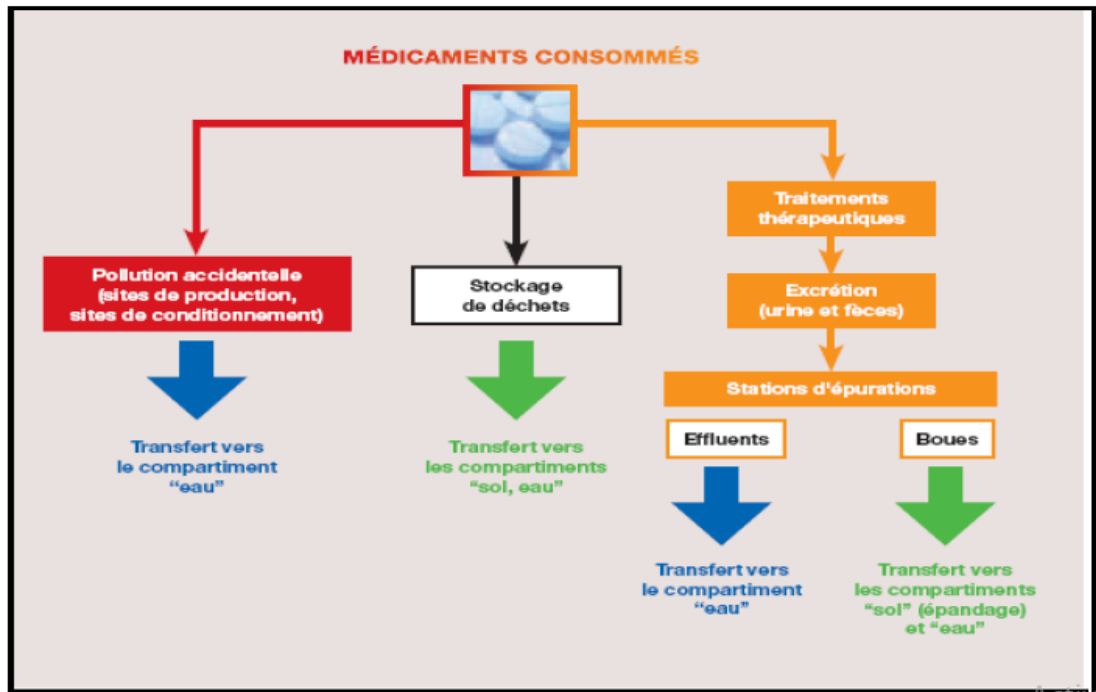 MÉDICAMENTS CONSOMMÉS
Pollution accidentelle
(sites de production,
sites de conditionnement)
Transfert vers
le compartiment
“eau”
Stockage
de déchets
Transfert vers
les compartiments
“sol, eau”
Traitements
thérapeutiques
Excrétion
(urine et fèces)
Stations d'épurations
Effluents
Transfert vers
le compartiment
“eau”
Boues
Transfert vers
les compartiments
“sol” (épandage)
et “eau”